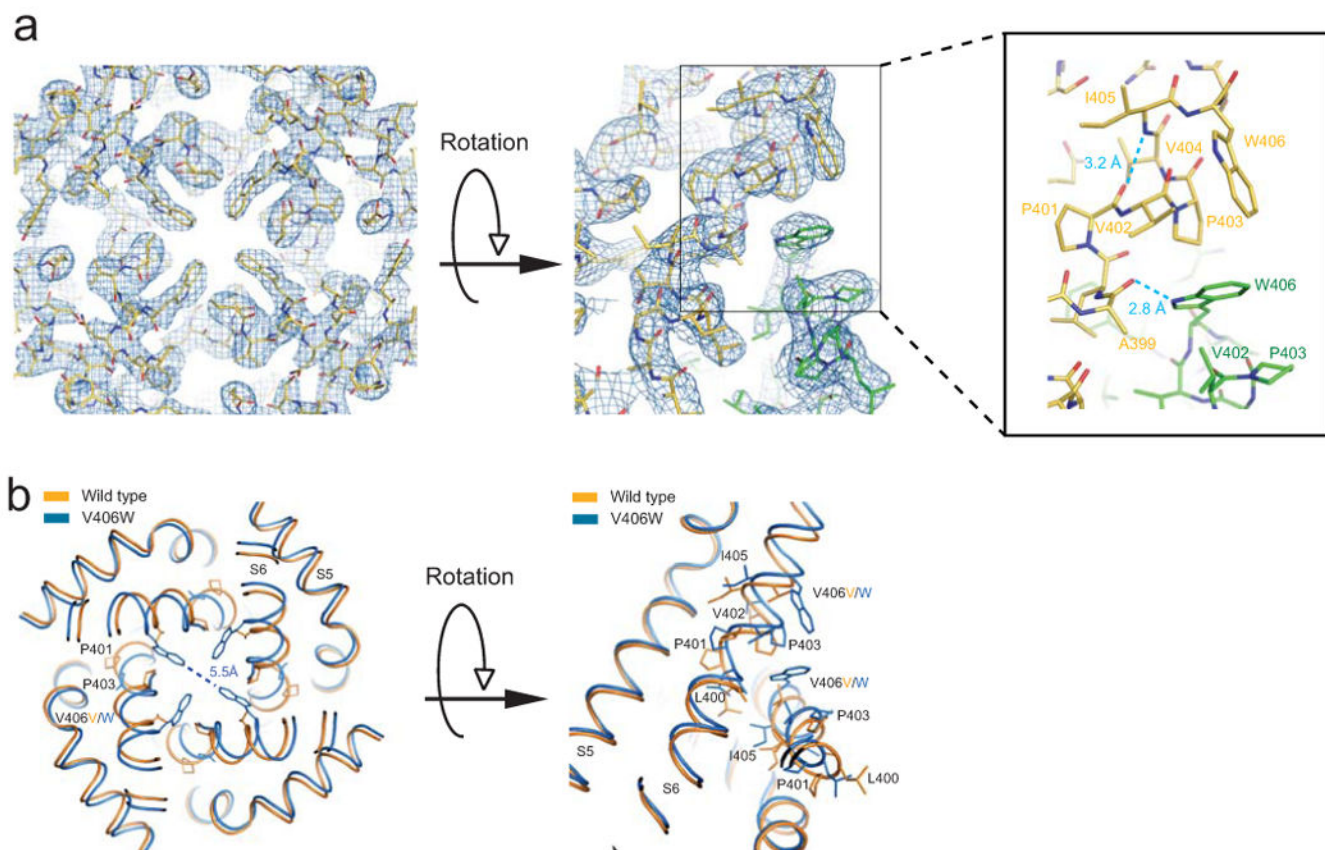 a
Rotation
I405
W406
V404
3.2 Å
P401
V402
P403
W406
2.8 Å
A399
V402
P403
b
Wild type
V406W
S6
S5
P401
5.5Å
P403
V406V/W
Rotation
Wild type
V406W
I405
V406V/W
V402
P401
P403
V406V/W
L400
P403
S5
I405
S6
P401
L400